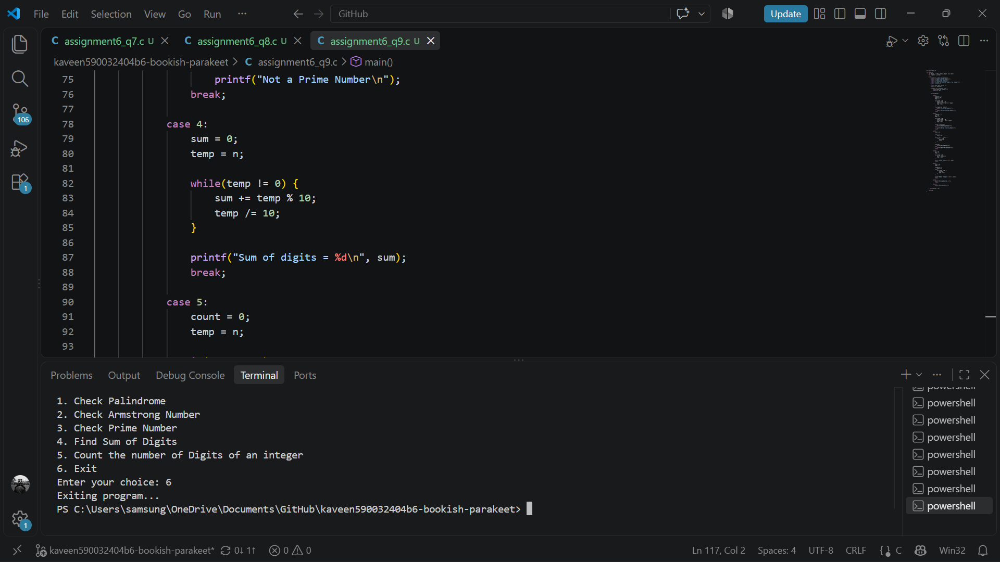 File Edit Selection View Go Run ··· GitHub Update
assignment6_q7.c U assignment6_q8.c U assignment6_q9.c U
kaveen590032404b6-bookish-parakeet > C assignment6_q9.c > main()
75 printf("Not a Prime Number\n");
76 break;
77
78 case 4:
79 sum = 0;
80 temp = n;
81
82 while(temp != 0) {
83 sum += temp % 10;
84 temp /= 10;
85 }
86
87 printf("Sum of digits = %d\n", sum);
88 break;
89
90 case 5:
91 count = 0;
92 temp = n;
93
106
1
Problems Output Debug Console Terminal Ports
1. Check Palindrome
2. Check Armstrong Number
3. Check Prime Number
4. Find Sum of Digits
5. Count the number of Digits of an integer
6. Exit
Enter your choice: 6
Exiting program...
PS C:\Users\samsung\OneDrive\Documents\GitHub\kaveen590032404b6-bookish-parakeet>
powershell
powershell
powershell
powershell
powershell
powershell
powershell
powershell
1
kaveen590032404b6-bookish-parakeet* 0↓ 1↑ 0 0 Ln 117, Col 2 Spaces: 4 UTF-8 CRLF C Win32